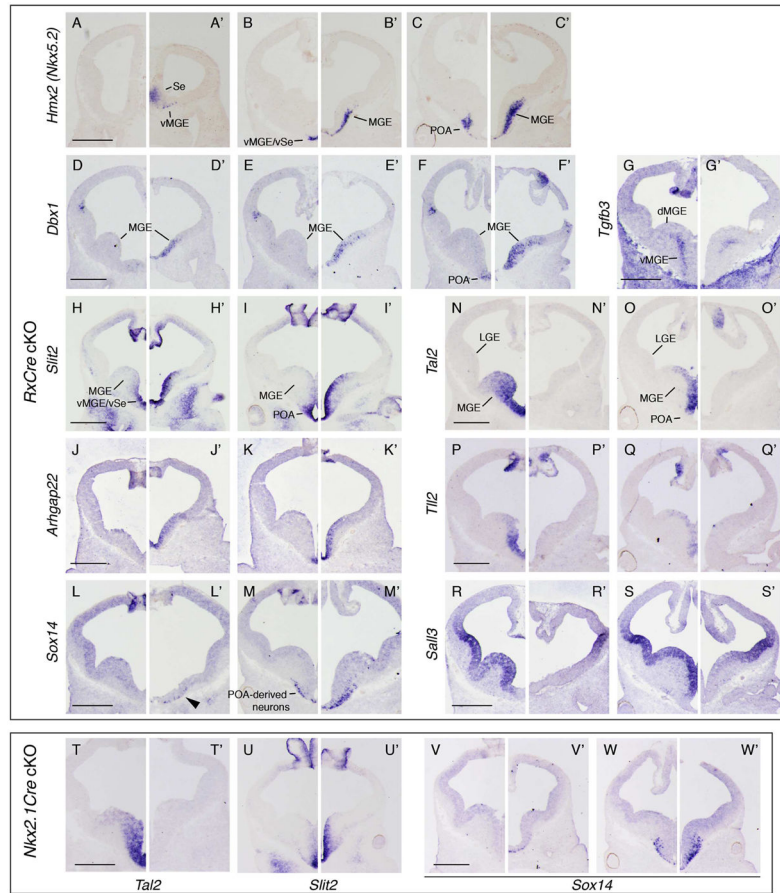 A A' B B' C C'
Hmx2 (Nkx5.2)
Se
vMGE
vMGE/vSe
MGE
POA
MGE
D D' E E' F F' G G'
Dbx1
MGE
MGE
MGE
POA
Tgfb3
dMGE
vMGE
RxCre cKO
H H' I I' N N' O O'
Slit2
MGE
vMGE/vSe
MGE
POA
Tal2
LGE
MGE
LGE
MGE
POA
J J' K K' P P' Q Q'
Arhgap22
Tll2
L L' M M' R R' S S'
Sox14
POA-derived
neurons
Sall3
Nkx2.1Cre cKO
T T' U U' V V' W W'
Tal2
Slit2
Sox14